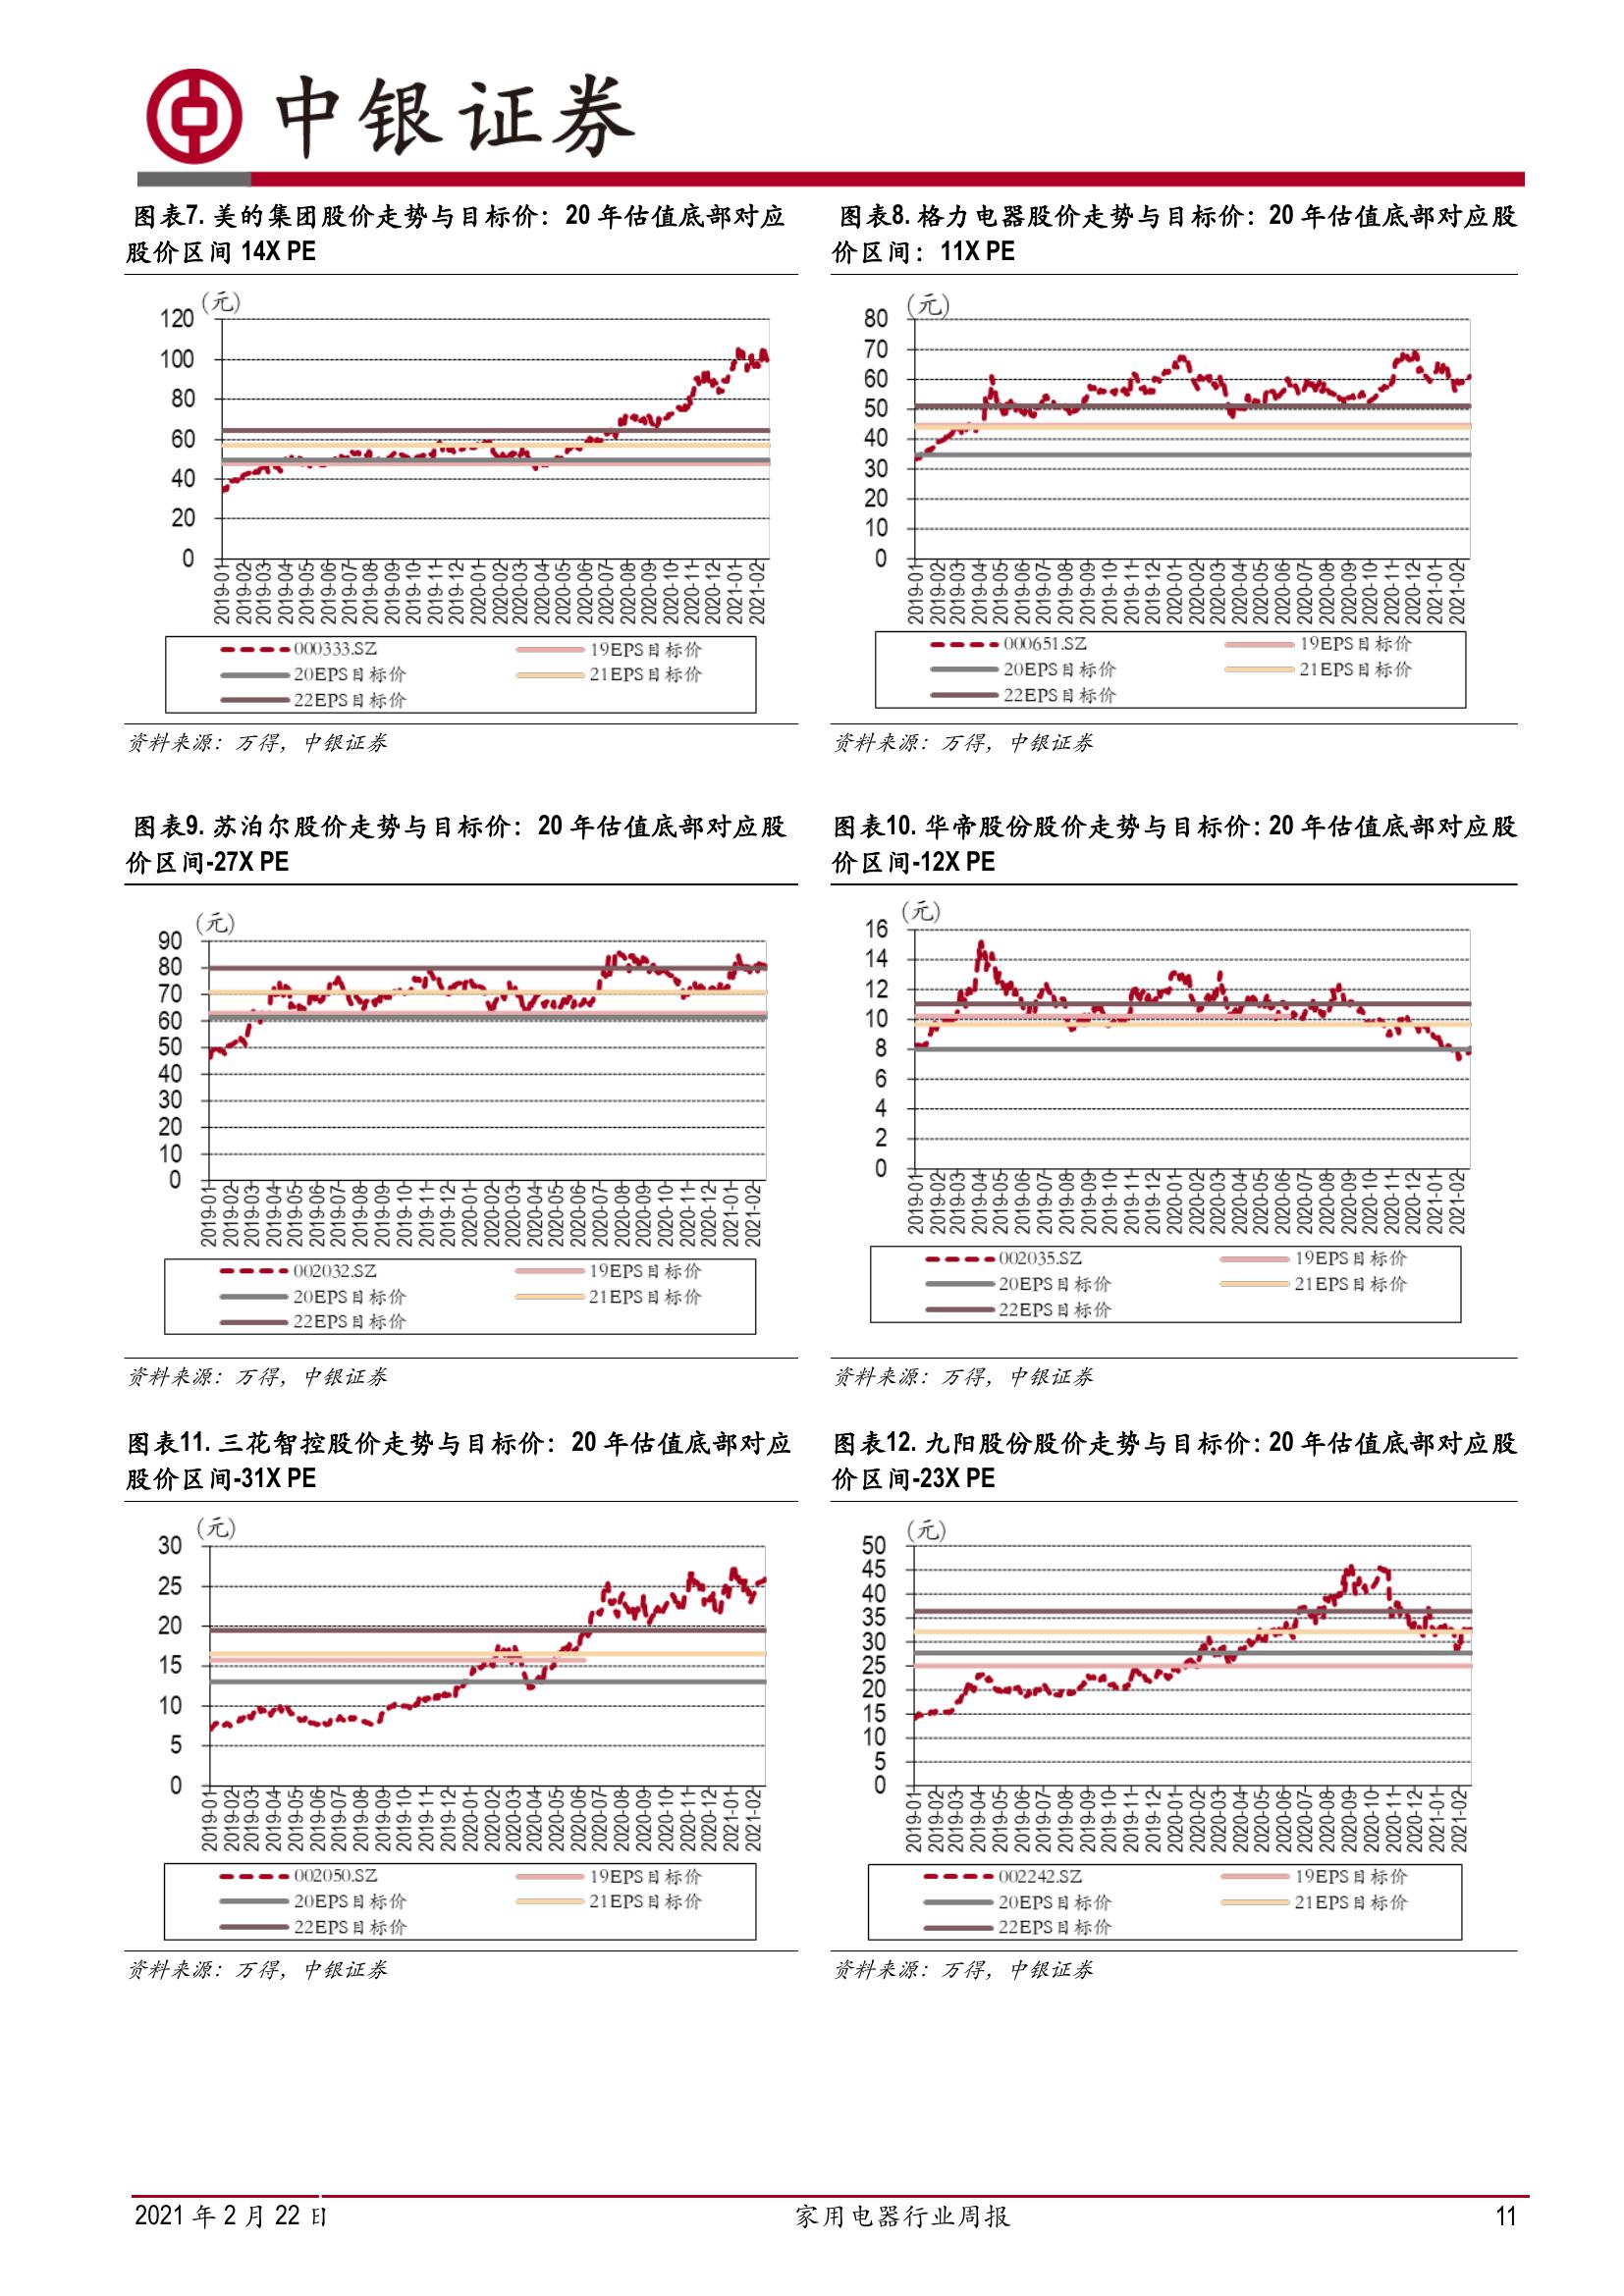 中银证券
图表7. 美的集团股价走势与目标价：20 年估值底部对应
股价区间 14X PE
(元)
120
100
80
60
40
20
0
2019-01 2019-02 2019-03 2019-04 2019-05 2019-06 2019-07 2019-08 2019-09 2019-10 2019-11 2019-12 2020-01 2020-02 2020-03 2020-04 2020-05 2020-06 2020-07 2020-08 2020-09 2020-10 2020-11 2020-12 2021-01 2021-02
000333.SZ 19EPS目标价
20EPS目标价 21EPS目标价
22EPS目标价
资料来源：万得，中银证券
图表8. 格力电器股价走势与目标价：20 年估值底部对应股
价区间：11X PE
(元)
80
70
60
50
40
30
20
10
0
2019-01 2019-02 2019-03 2019-04 2019-05 2019-06 2019-07 2019-08 2019-09 2019-10 2019-11 2019-12 2020-01 2020-02 2020-03 2020-04 2020-05 2020-06 2020-07 2020-08 2020-09 2020-10 2020-11 2020-12 2021-01 2021-02
000651.SZ 19EPS目标价
20EPS目标价 21EPS目标价
22EPS目标价
资料来源：万得，中银证券
图表9. 苏泊尔股价走势与目标价：20 年估值底部对应股
价区间-27X PE
(元)
90
80
70
60
50
40
30
20
10
0
2019-01 2019-02 2019-03 2019-04 2019-05 2019-06 2019-07 2019-08 2019-09 2019-10 2019-11 2019-12 2020-01 2020-02 2020-03 2020-04 2020-05 2020-06 2020-07 2020-08 2020-09 2020-10 2020-11 2020-12 2021-01 2021-02
002032.SZ 19EPS目标价
20EPS目标价 21EPS目标价
22EPS目标价
资料来源：万得，中银证券
图表10. 华帝股份股价走势与目标价：20 年估值底部对应股
价区间-12X PE
(元)
16
14
12
10
8
6
4
2
0
2019-01 2019-02 2019-03 2019-04 2019-05 2019-06 2019-07 2019-08 2019-09 2019-10 2019-11 2019-12 2020-01 2020-02 2020-03 2020-04 2020-05 2020-06 2020-07 2020-08 2020-09 2020-10 2020-11 2020-12 2021-01 2021-02
002035.SZ 19EPS目标价
20EPS目标价 21EPS目标价
22EPS目标价
资料来源：万得，中银证券
图表11. 三花智控股价走势与目标价：20 年估值底部对应
股价区间-31X PE
(元)
30
25
20
15
10
5
0
2019-01 2019-02 2019-03 2019-04 2019-05 2019-06 2019-07 2019-08 2019-09 2019-10 2019-11 2019-12 2020-01 2020-02 2020-03 2020-04 2020-05 2020-06 2020-07 2020-08 2020-09 2020-10 2020-11 2020-12 2021-01 2021-02
002050.SZ 19EPS目标价
20EPS目标价 21EPS目标价
22EPS目标价
资料来源：万得，中银证券
图表12. 九阳股份股价走势与目标价：20 年估值底部对应股
价区间-23X PE
(元)
50
45
40
35
30
25
20
15
10
5
0
2019-01 2019-02 2019-03 2019-04 2019-05 2019-06 2019-07 2019-08 2019-09 2019-10 2019-11 2019-12 2020-01 2020-02 2020-03 2020-04 2020-05 2020-06 2020-07 2020-08 2020-09 2020-10 2020-11 2020-12 2021-01 2021-02
002242.SZ 19EPS目标价
20EPS目标价 21EPS目标价
22EPS目标价
资料来源：万得，中银证券
2021 年 2 月 22 日 家用电器行业周报 11